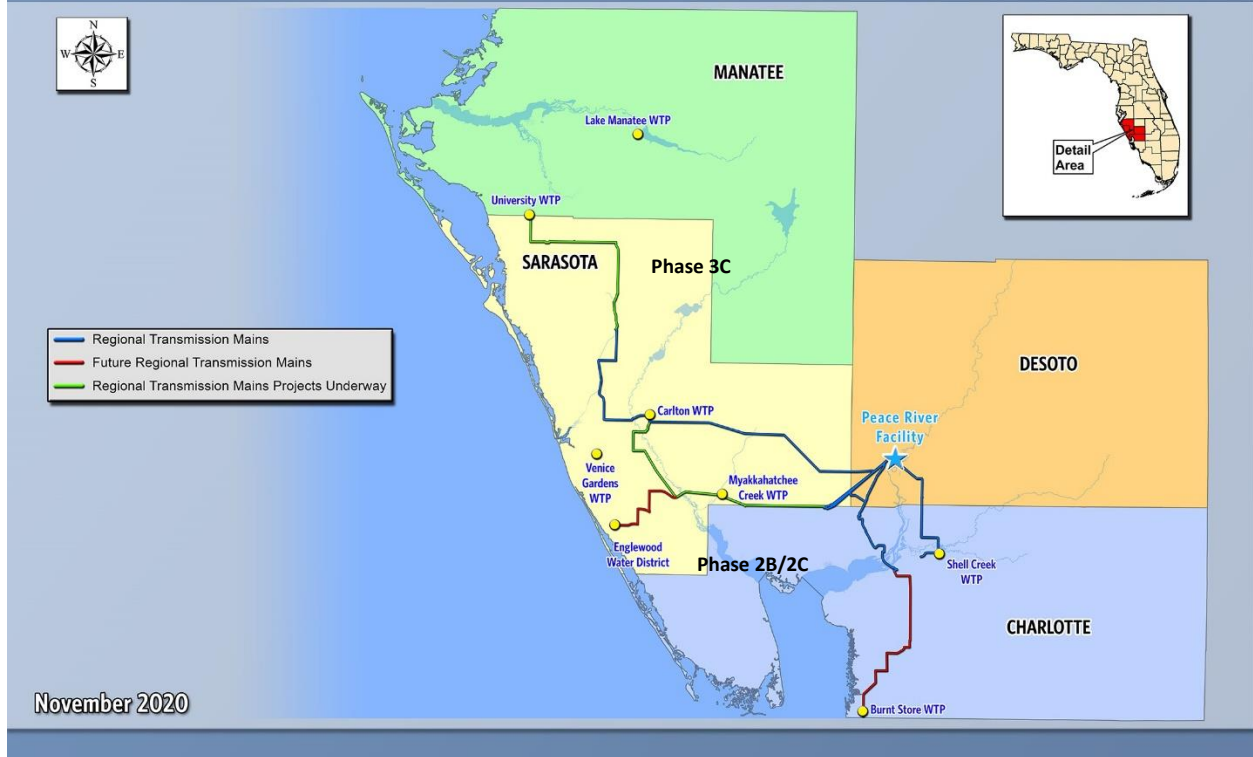 N
W E
S
MANATEE
Lake Manatee WTP
Detail
Area
University WTP
SARASOTA
Phase 3C
Regional Transmission Mains
Future Regional Transmission Mains
Regional Transmission Mains Projects Underway
DESOTO
Carlton WTP
Peace River
Facility
Venice
Gardens
WTP
Myakkahatchee
Creek WTP
Englewood
Water District
Phase 2B/2C
Shell Creek
WTP
CHARLOTTE
November 2020
Burnt Store WTP